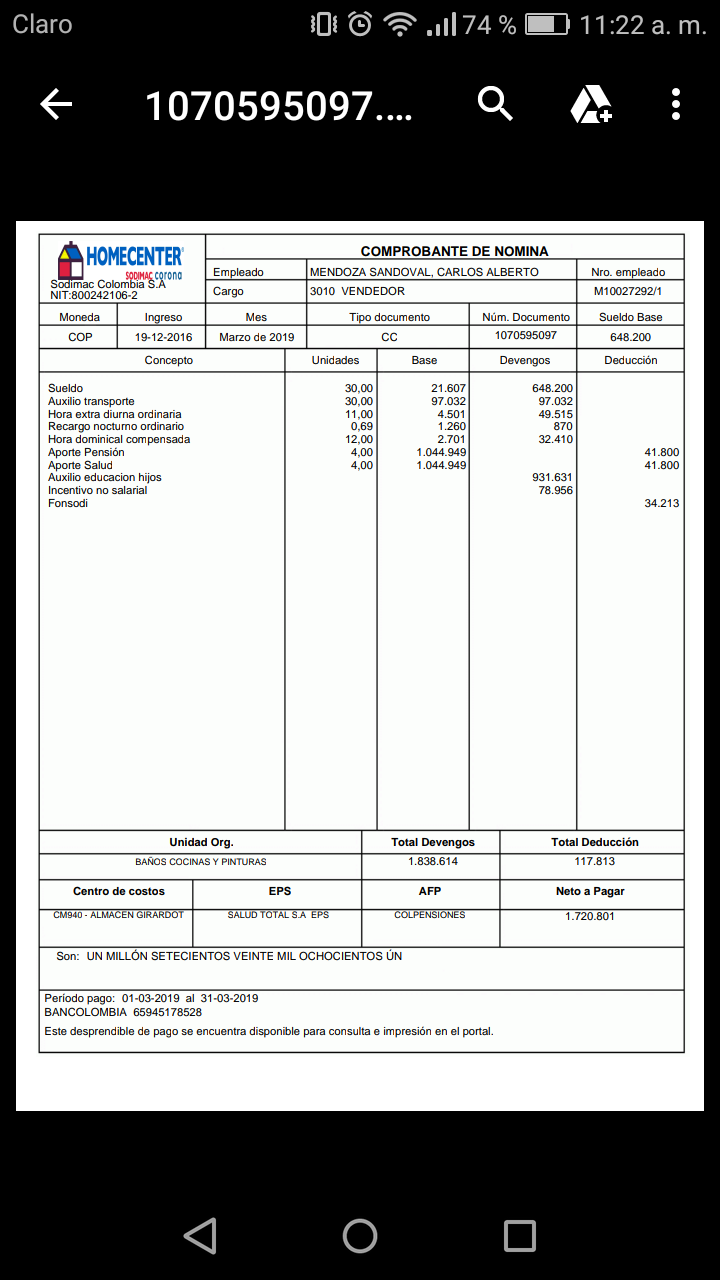 Claro 74 % 11:22 a. m.
1070595097....
HOMECENTER
SODIMAC corona
Sodimac Colombia S.A
NIT:800242106-2
COMPROBANTE DE NOMINA
Empleado MENDOZA SANDOVAL, CARLOS ALBERTO Nro. empleado
Cargo 3010 VENDEDOR M10027292/1
Moneda Ingreso Mes Tipo documento Núm. Documento Sueldo Base
COP 19-12-2016 Marzo de 2019 CC 1070595097 648.200
Concepto Unidades Base Devengos Deducción
Sueldo 30,00 21.607 648.200
Auxilio transporte 30,00 97.032 97.032
Hora extra diurna ordinaria 11,00 4.501 49.515
Recargo nocturno ordinario 0,69 1.260 870
Hora dominical compensada 12,00 2.701 32.410
Aporte Pensión 4,00 1.044.949 41.800
Aporte Salud 4,00 1.044.949 41.800
Auxilio educacion hijos 931.631
Incentivo no salarial 78.956
Fonsodi 34.213
Unidad Org. Total Devengos Total Deducción
BAÑOS COCINAS Y PINTURAS 1.838.614 117.813
Centro de costos EPS AFP Neto a Pagar
CM940 - ALMACEN GIRARDOT SALUD TOTAL S.A EPS COLPENSIONES 1.720.801
Son: UN MILLÓN SETECIENTOS VEINTE MIL OCHOCIENTOS ÚN
Período pago: 01-03-2019 al 31-03-2019
BANCOLOMBIA 65945178528
Este desprendible de pago se encuentra disponible para consulta e impresión en el portal.